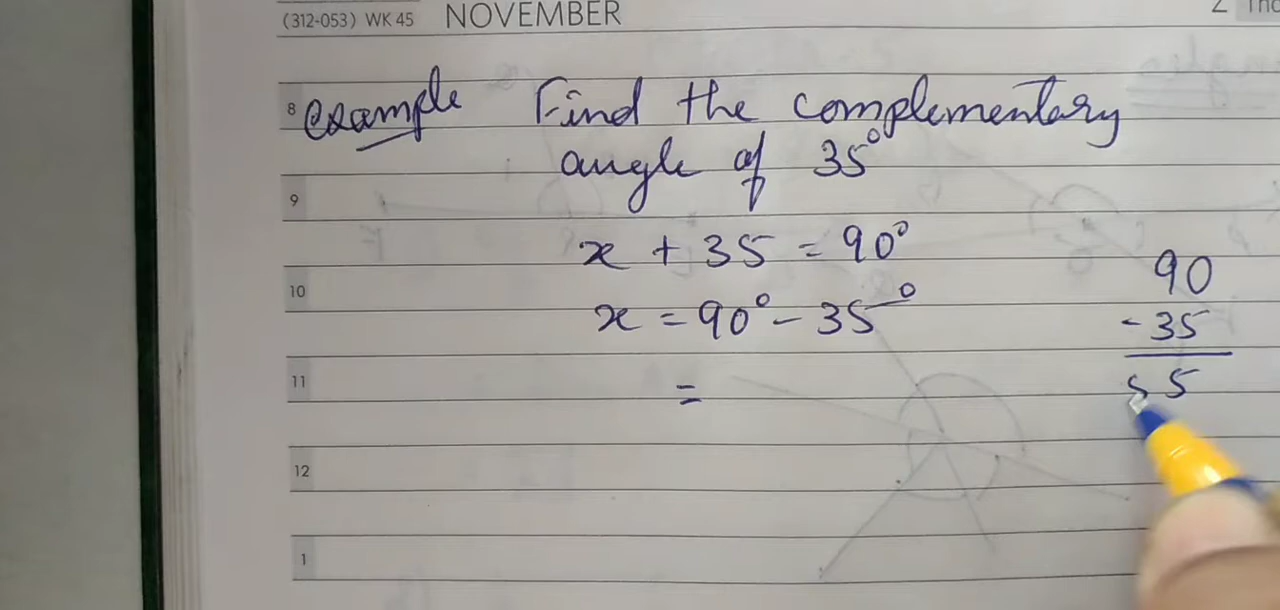 (312-053) WK 45 NOVEMBER
8 example Find the complementary
angle of 35°
9
x + 35 = 90°
10
x = 90° - 35°
90
- 35
55
11
=
12
1